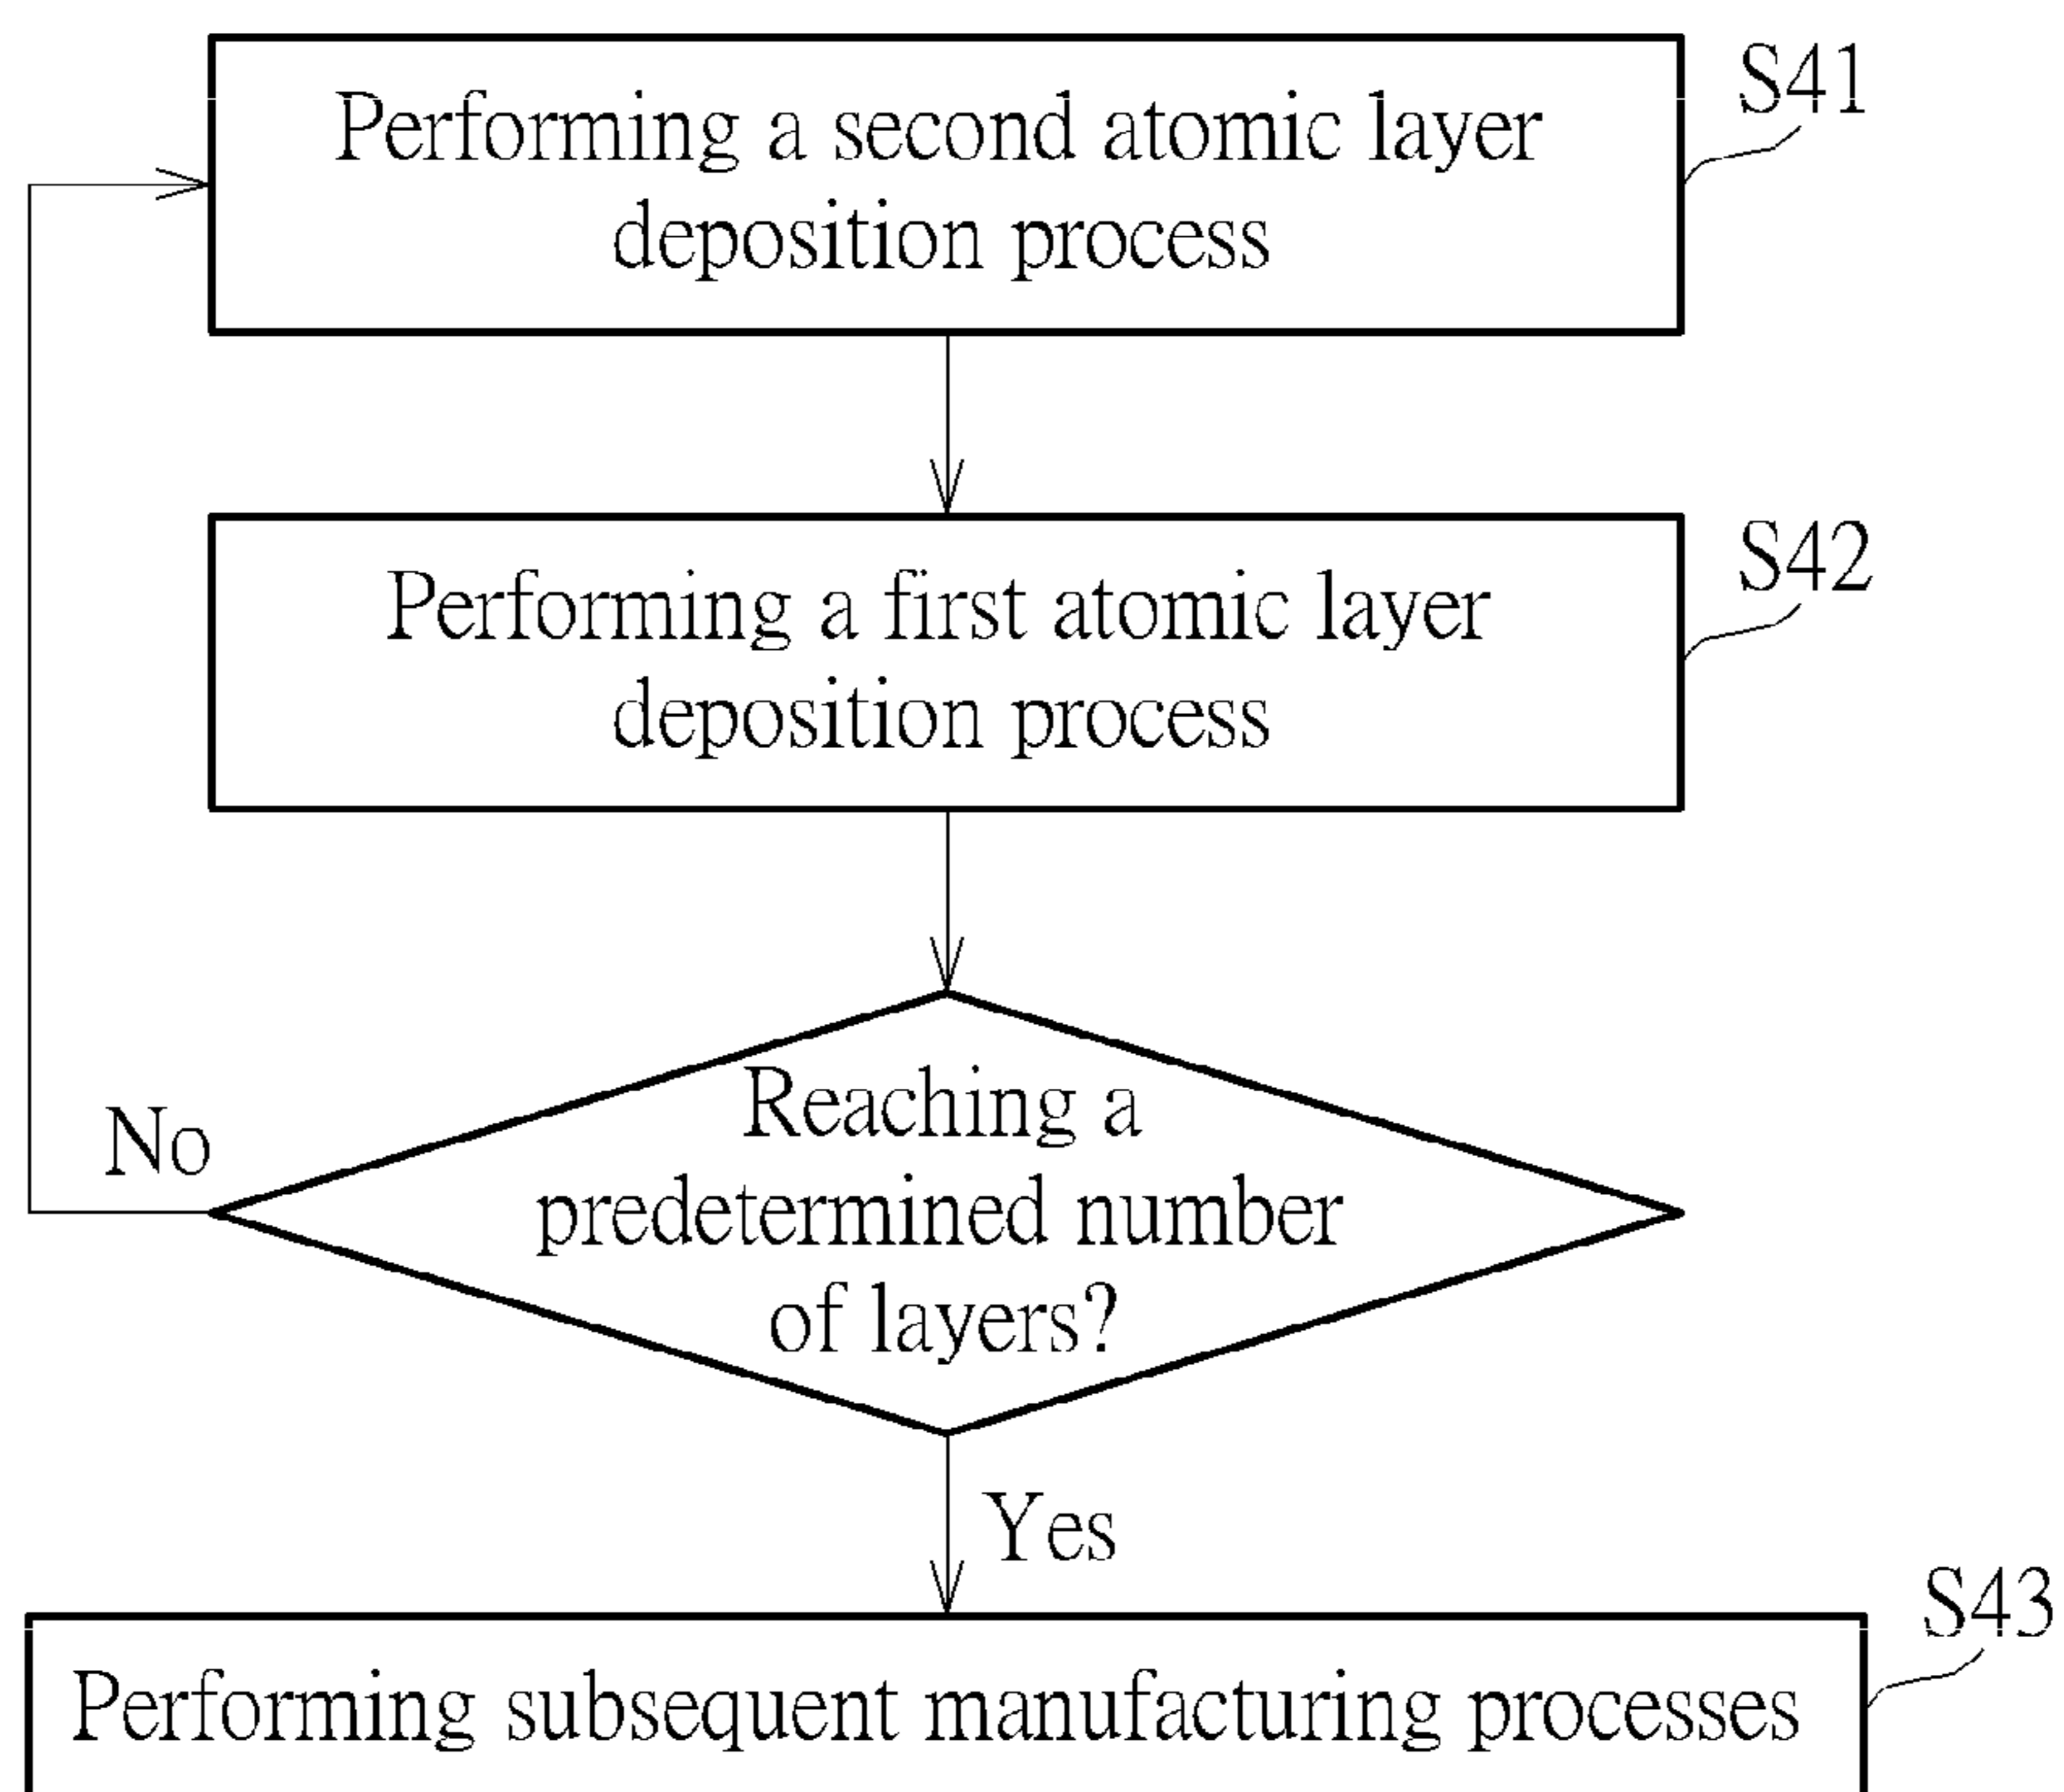 S41
Performing a second atomic layer
deposition process
S42
Performing a first atomic layer
deposition process
Reaching a
predetermined number
of layers?
No
Yes
S43
Performing subsequent manufacturing processes